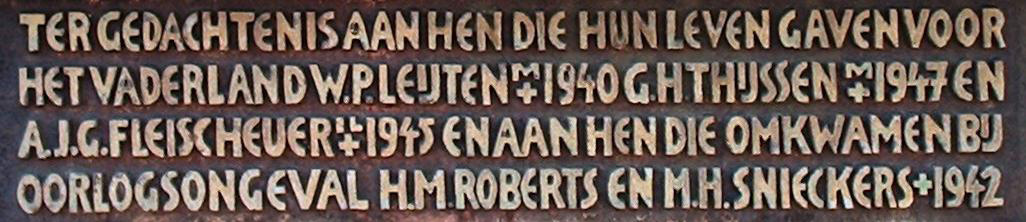 TER GEDACHTENIS AAN HEN DIE HUN LEVEN GAVEN VOOR
HET VADERLAND W.P. LEIJTEN M+ 1940 G.H. THIJSSEN M+ 1947 EN
A.J.G. FLEISCHEUER + 1945 EN AAN HEN DIE OMKWAMEN BIJ
OORLOGSONGEVAL H.M. ROBERTS EN M.H. SNIECKERS + 1942